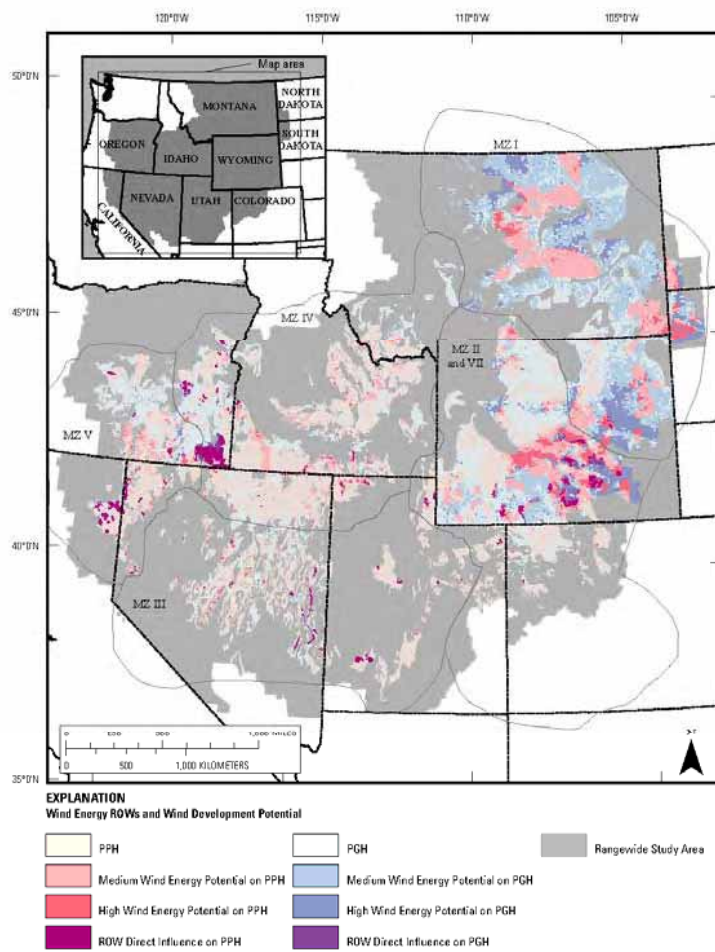 120°0'W 115°0'W 110°0'W 105°0'W
50°0'N
Map area
MONTANA
NORTH
DAKOTA
SOUTH
DAKOTA
OREGON
IDAHO
WYOMING
NEVADA
UTAH
COLORADO
CALIFORNIA
MZ I
45°0'N
MZ IV
MZ II
and VII
MZ V
40°0'N
MZ III
1,000 MILES
0 500 1,000 KILOMETERS
35°0'N
EXPLANATION
Wind Energy ROWs and Wind Development Potential
PPH PGH Rangewide Study Area
Medium Wind Energy Potential on PPH Medium Wind Energy Potential on PGH
High Wind Energy Potential on PPH High Wind Energy Potential on PGH
ROW Direct Influence on PPH ROW Direct Influence on PGH